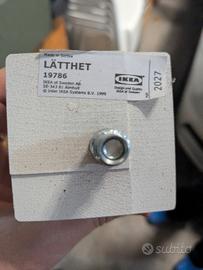 Made in Serbia
LÄTTHET
19786
IKEA of Sweden AB
SE-343 81 Älmhult
© Inter IKEA Systems B.V. 1999
IKEA
Design and Quality
IKEA of Sweden
2027
subito